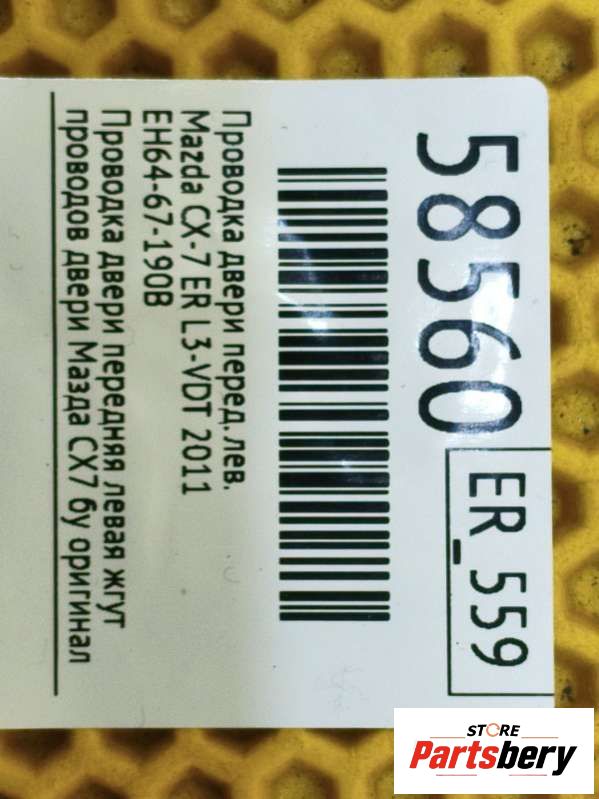 58560
ER_559
Проводка двери перед. лев.
Mazda CX-7 ER L3-VDT 2011
EH64-67-190B
Проводка двери передняя левая жгут
проводов двери Мазда СХ7 бу оригинал
STORE
Partsbery